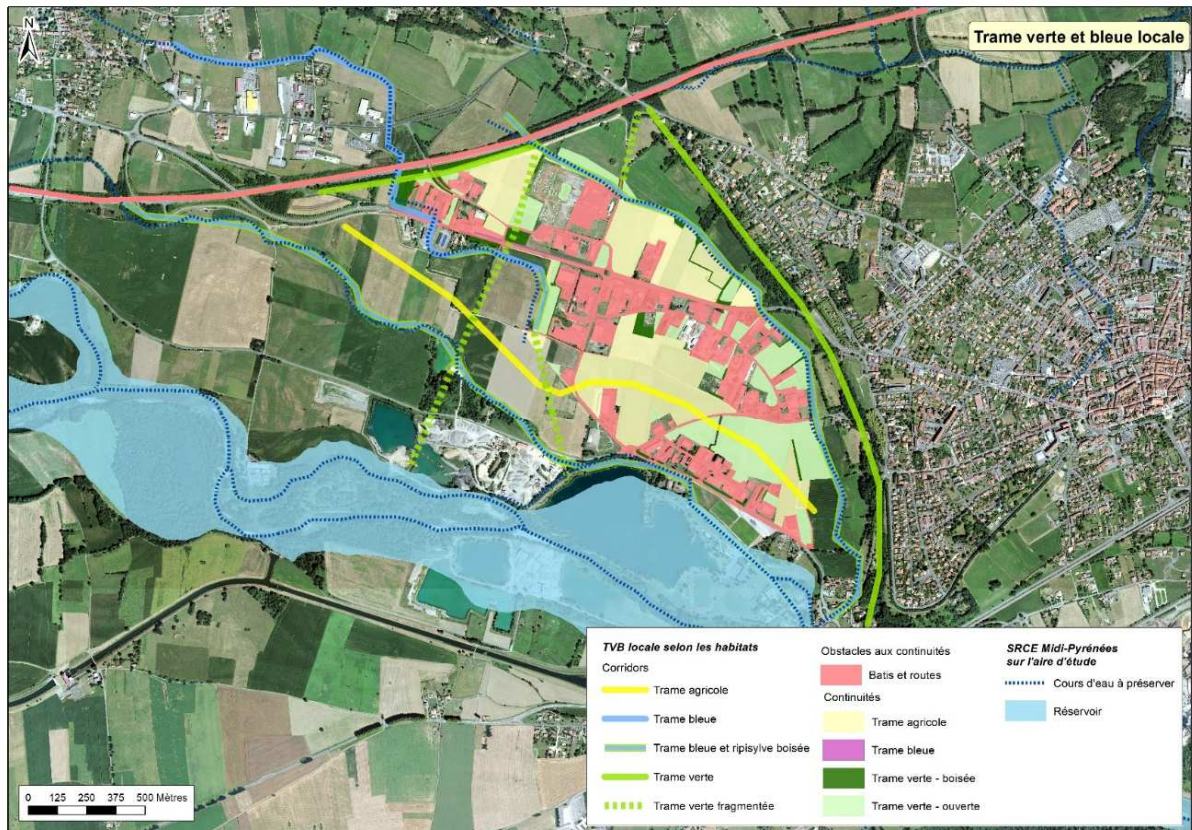 N
Trame verte et bleue locale
TVB locale selon les habitats
Corridors
Trame agricole
Trame bleue
Trame bleue et ripisylve boisée
Trame verte
Trame verte fragmentée
Obstacles aux continuités
Batis et routes
Continuités
Trame agricole
Trame bleue
Trame verte - boisée
Trame verte - ouverte
SRCE Midi-Pyrénées
sur l'aire d'étude
Cours d'eau à préserver
Réservoir
0 125 250 375 500 Mètres